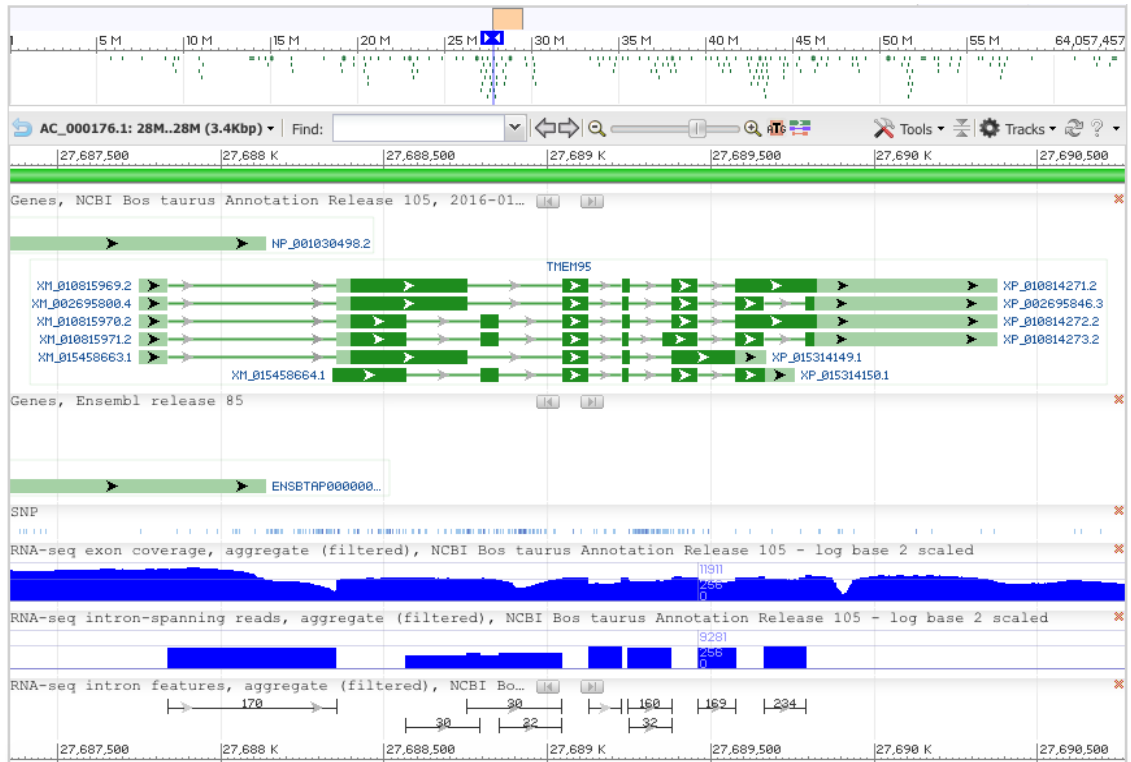 5 M 10 M 15 M 20 M 25 M 30 M 35 M 40 M 45 M 50 M 55 M 64,057,457
AC_000176.1: 28M..28M (3.4Kbp) Find: Tools Tracks ?
27,687,500 27,688 K 27,688,500 27,689 K 27,689,500 27,690 K 27,690,500
Genes, NCBI Bos taurus Annotation Release 105, 2016-01...
NP_001030498.2
TMEM95
XM_010815969.2 XP_010814271.2
XM_002695800.4 XP_002695846.3
XM_010815970.2 XP_010814272.2
XM_010815971.2 XP_010814273.2
XM_015458663.1 XP_015314149.1
XM_015458664.1 XP_015314150.1
Genes, Ensembl release 85
ENSBTAP000000...
SNP
RNA-seq exon coverage, aggregate (filtered), NCBI Bos taurus Annotation Release 105 - log base 2 scaled
11911
256
0
RNA-seq intron-spanning reads, aggregate (filtered), NCBI Bos taurus Annotation Release 105 - log base 2 scaled
9281
256
0
RNA-seq intron features, aggregate (filtered), NCBI Bo...
170 30 160 169 234
30 22 32
27,687,500 27,688 K 27,688,500 27,689 K 27,689,500 27,690 K 27,690,500